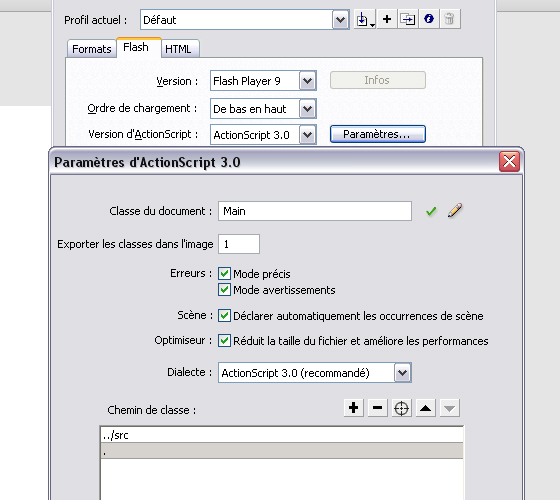 Profil actuel : Défaut
Formats Flash HTML
Version : Flash Player 9 Infos
Ordre de chargement : De bas en haut
Version d'ActionScript : ActionScript 3.0 Paramètres...
Paramètres d'ActionScript 3.0
Classe du document : Main
Exporter les classes dans l'image 1
Erreurs : Mode précis
Mode avertissements
Scène : Déclarer automatiquement les occurrences de scène
Optimiseur : Réduit la taille du fichier et améliore les performances
Dialecte : ActionScript 3.0 (recommandé)
Chemin de classe :
../src
.